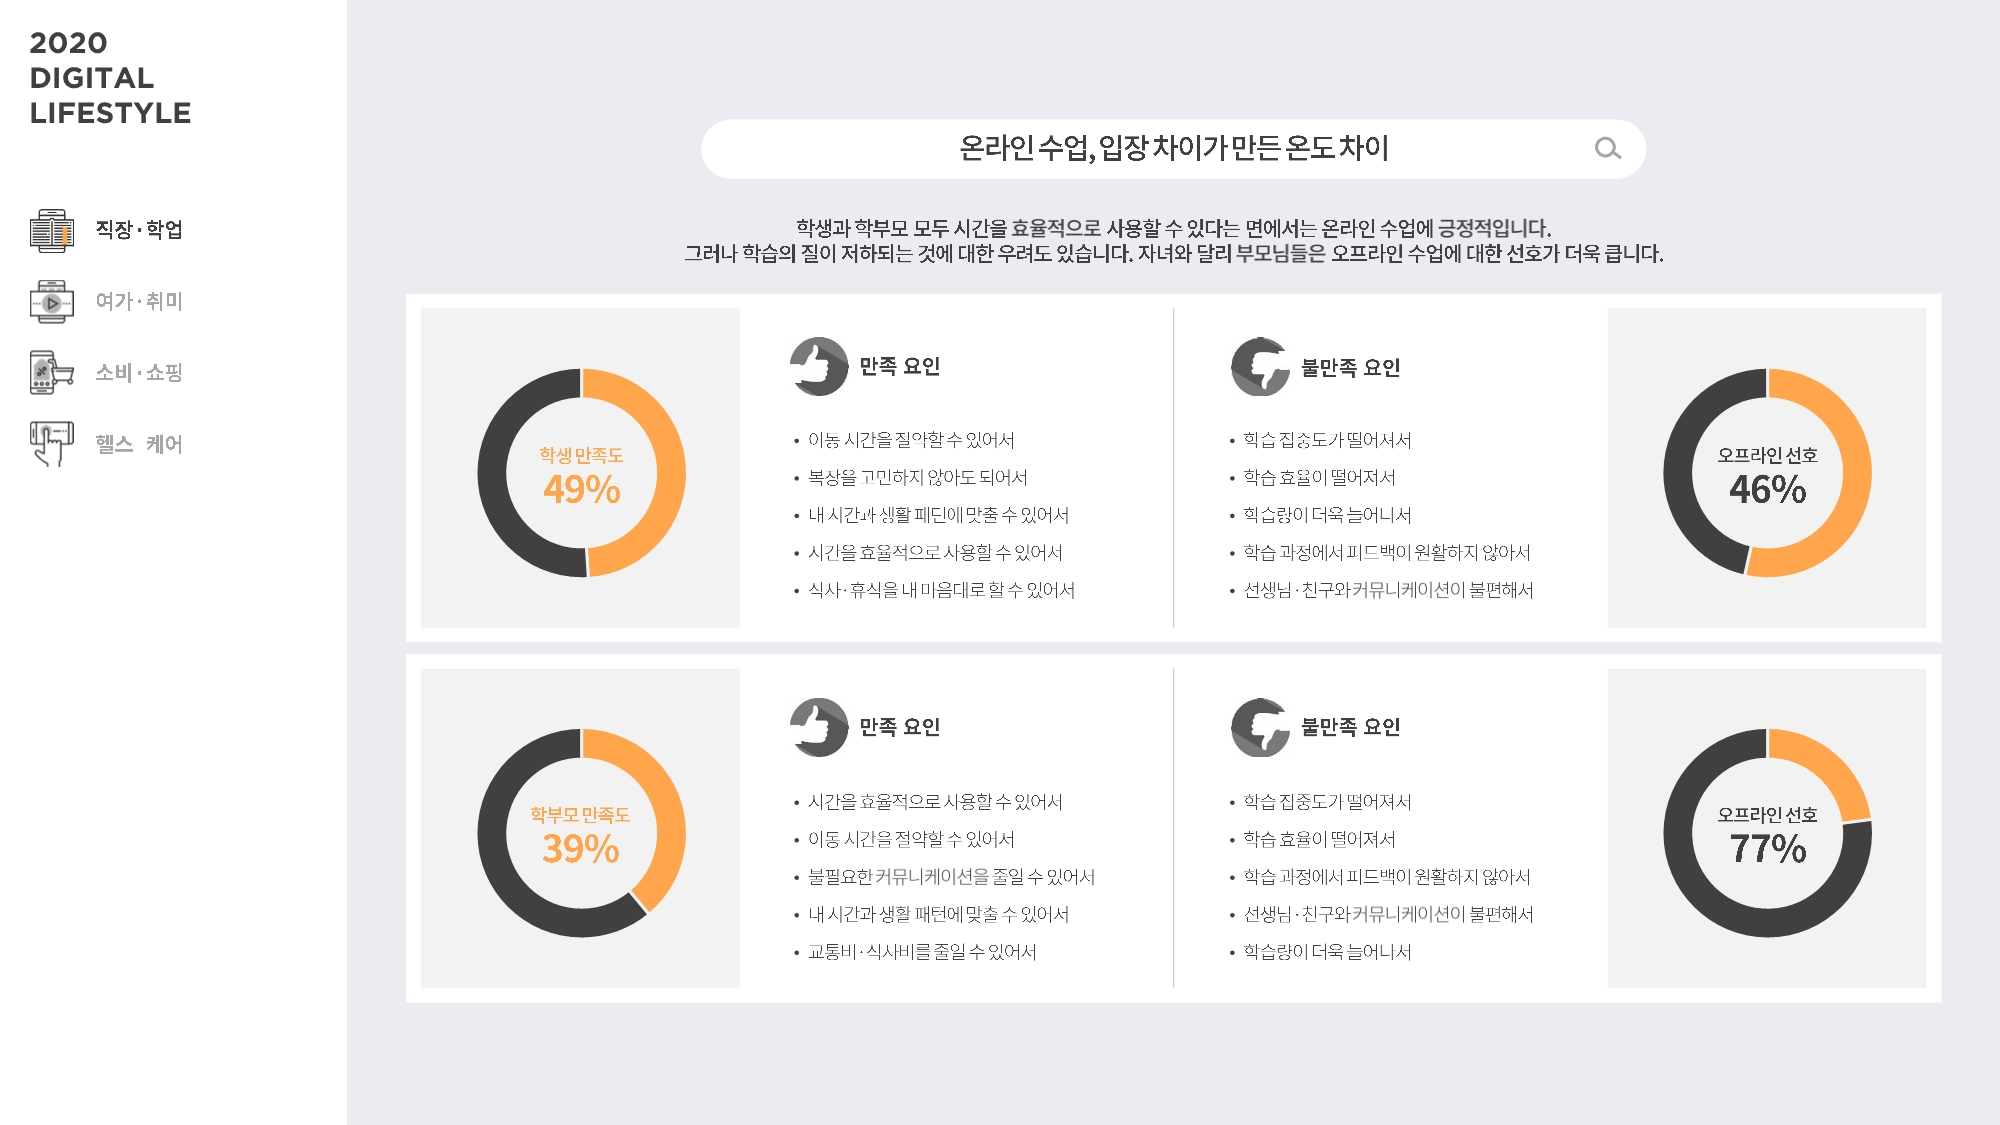 2020
DIGITAL
LIFESTYLE
직장·학업
여가·취미
소비·쇼핑
헬스 케어
온라인 수업, 입장 차이가 만든 온도 차이
학생과 학부모 모두 시간을 효율적으로 사용할 수 있다는 면에서는 온라인 수업에 긍정적입니다.
그러나 학습의 질이 저하되는 것에 대한 우려도 있습니다. 자녀와 달리 부모님들은 오프라인 수업에 대한 선호가 더욱 큽니다.
학생 만족도
49%
만족 요인
• 이동 시간을 절약할 수 있어서
• 복장을 고민하지 않아도 되어서
• 내 시간과 생활 패턴에 맞출 수 있어서
• 시간을 효율적으로 사용할 수 있어서
• 식사·휴식을 내 마음대로 할 수 있어서
불만족 요인
• 학습 집중도가 떨어져서
• 학습 효율이 떨어져서
• 학습량이 더욱 늘어나서
• 학습 과정에서 피드백이 원활하지 않아서
• 선생님·친구와 커뮤니케이션이 불편해서
오프라인 선호
46%
학부모 만족도
39%
만족 요인
• 시간을 효율적으로 사용할 수 있어서
• 이동 시간을 절약할 수 있어서
• 불필요한 커뮤니케이션을 줄일 수 있어서
• 내 시간과 생활 패턴에 맞출 수 있어서
• 교통비·식사비를 줄일 수 있어서
불만족 요인
• 학습 집중도가 떨어져서
• 학습 효율이 떨어져서
• 학습 과정에서 피드백이 원활하지 않아서
• 선생님·친구와 커뮤니케이션이 불편해서
• 학습량이 더욱 늘어나서
오프라인 선호
77%